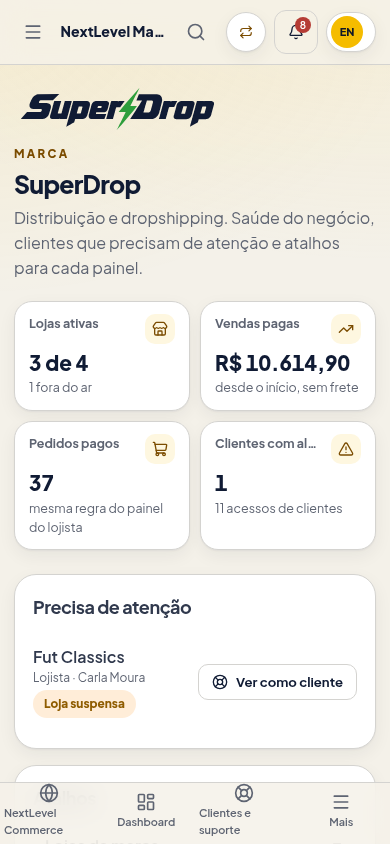 NextLevel Ma...
8
EN
SuperDrop
MARCA
SuperDrop
Distribuição e dropshipping. Saúde do negócio,
clientes que precisam de atenção e atalhos
para cada painel.
Lojas ativas
3 de 4
1 fora do ar
Vendas pagas
R$ 10.614,90
desde o início, sem frete
Pedidos pagos
37
mesma regra do painel
do lojista
Clientes com al...
1
11 acessos de clientes
Precisa de atenção
Fut Classics
Lojista · Carla Moura
Loja suspensa
Ver como cliente
NextLevel
Commerce
Dashboard
Clientes e
suporte
Mais